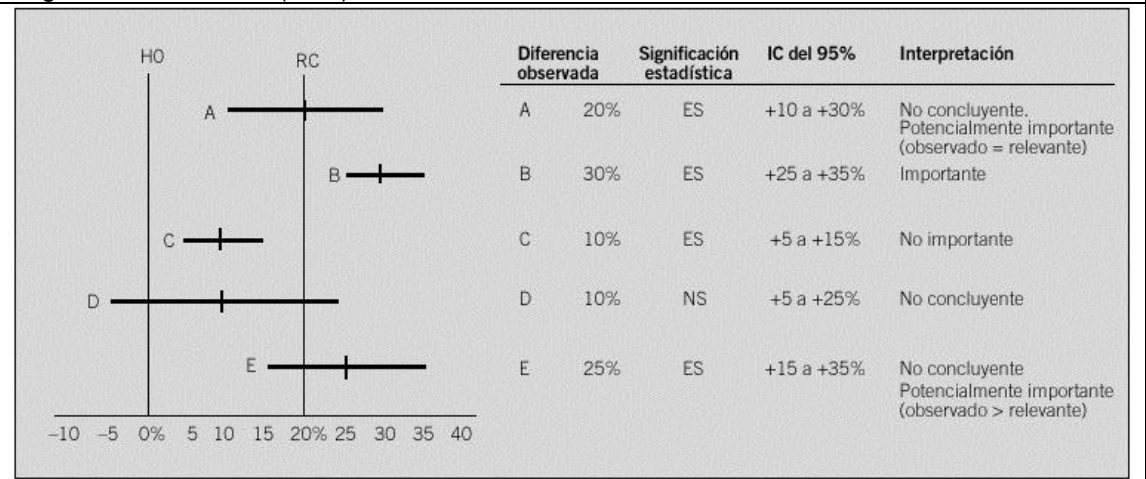 HO
RC
A
B
C
D
E
−10 −5 0% 5 10 15 20% 25 30 35 40
Diferencia observada Significación estadística IC del 95% Interpretación
A 20% ES +10 a +30% No concluyente.
Potencialmente importante
(observado = relevante)
B 30% ES +25 a +35% Importante
C 10% ES +5 a +15% No importante
D 10% NS +5 a +25% No concluyente
E 25% ES +15 a +35% No concluyente
Potencialmente importante
(observado > relevante)